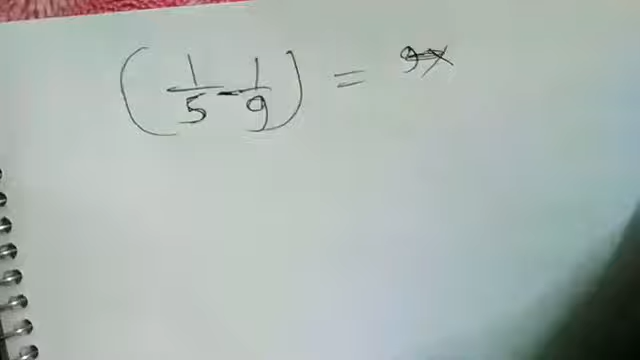 (1/5 - 1/9) =